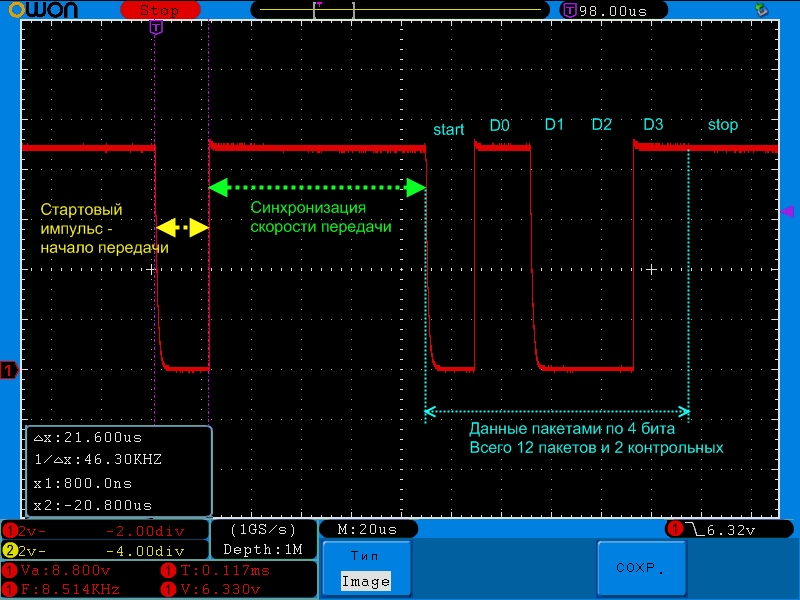 OWON Stop T 98.00us
T
start D0 D1 D2 D3 stop
Стартовый
импульс -
начало передачи
Синхронизация
скорости передачи
1
Данные пакетами по 4 бита
Всего 12 пакетов и 2 контрольных
△x:21.600us
1/△x:46.30KHZ
x1:800.0ns
x2:-20.800us
1 2v~ -2.00div (1GS/s) M:20us 1 6.32v
2 2v~ -4.00div Depth:1M
1 Va:8.800v 1 T:0.117ms
1 F:8.514KHz 1 V:6.330v
Тип
Image
СОХР.